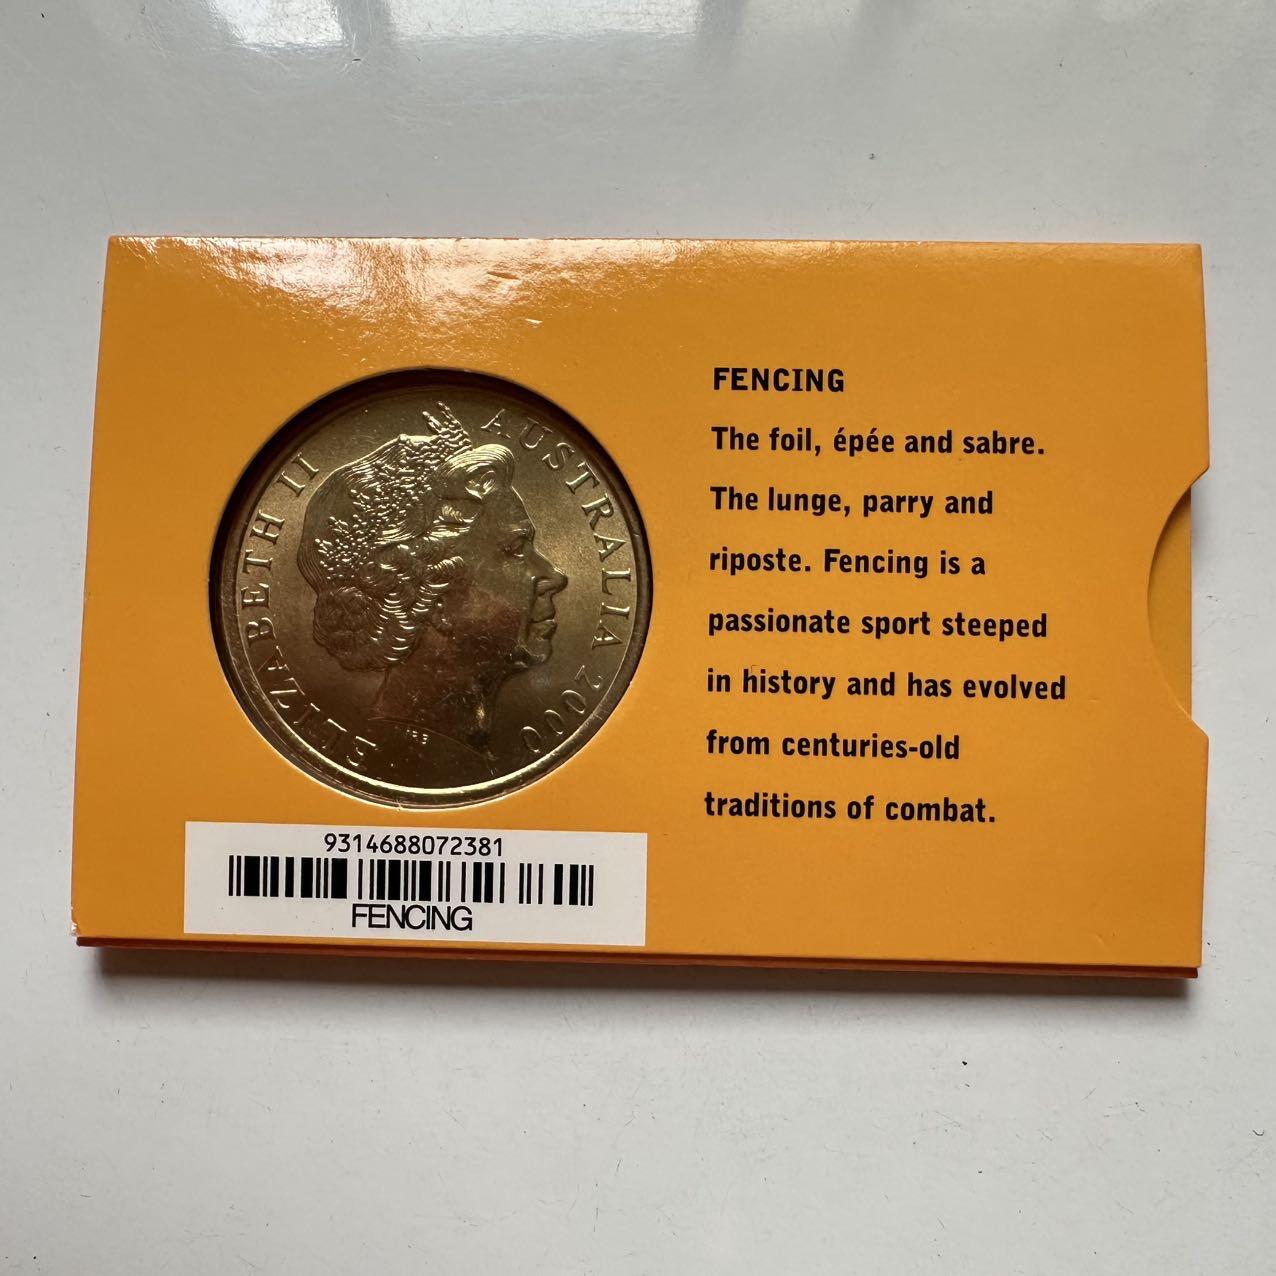 ELIZABETH II
AUSTRALIA 2000
IRB
FENCING
The foil, épée and sabre.
The lunge, parry and
riposte. Fencing is a
passionate sport steeped
in history and has evolved
from centuries-old
traditions of combat.
9314688072381
FENCING